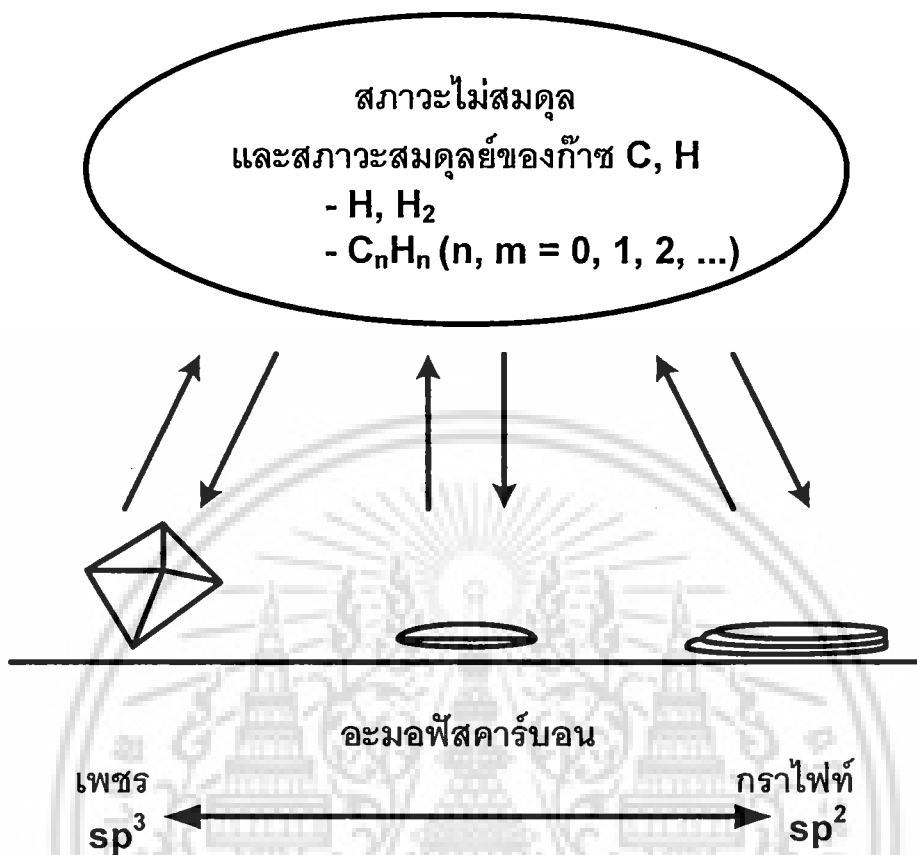 สภาวะไม่สมดุล
และสภาวะสมดุลย์ของก๊าซ C, H
- H, H₂
- CₙHₙ (n, m = 0, 1, 2, ...)
อะมอฟัสคาร์บอน
เพชร
กราไฟท์
sp³
sp²